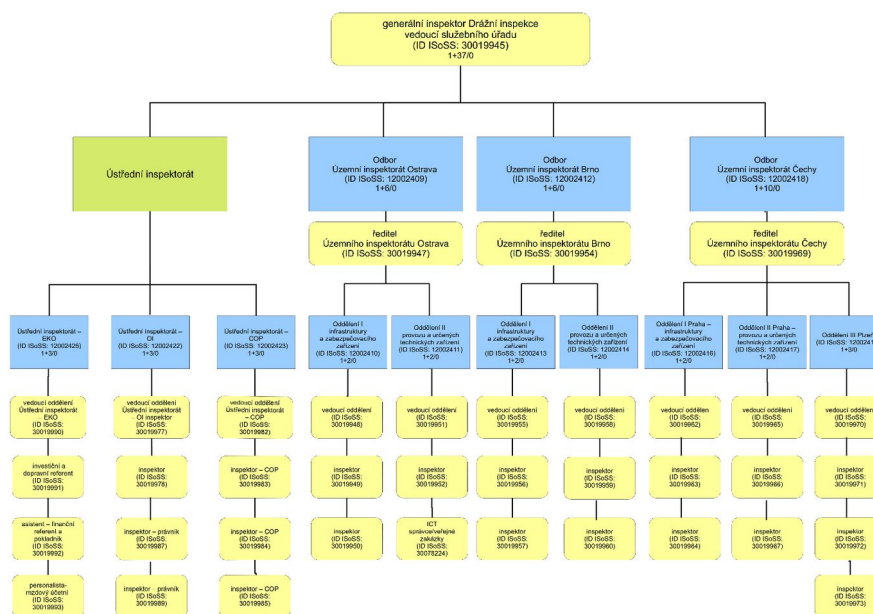 generální inspektor Drážní inspekce
vedoucí služebního úřadu
(ID ISoSS: 30019945)
1+37/0
Ústřední inspektorát
Odbor
Územní inspektorát Ostrava
(ID ISoSS: 12002409)
1+6/0
Odbor
Územní inspektorát Brno
(ID ISoSS: 12002412)
1+6/0
Odbor
Územní inspektorát Čechy
(ID ISoSS: 12002418)
1+10/0
ředitel
Územního inspektorátu Ostrava
(ID ISoSS: 30019947)
ředitel
Územního inspektorátu Brno
(ID ISoSS: 30019954)
ředitel
Územního inspektorátu Čechy
(ID ISoSS: 30019969)
Ústřední inspektorát –
EKO
(ID ISoSS: 12002425)
1+3/0
Ústřední inspektorát –
OI
(ID ISoSS: 12002422)
1+3/0
Ústřední inspektorát –
COP
(ID ISoSS: 12002423)
1+3/0
Oddělení I
infrastruktury
a zabezpečovacího
zařízení
(ID ISoSS: 12002410)
1+2/0
Oddělení II
provozu a určených
technických zařízení
(ID ISoSS: 12002411)
1+2/0
Oddělení I
infrastruktury
a zabezpečovacího
zařízení
(ID ISoSS: 12002413
1+2/0
Oddělení II
provozu a určených
technických zařízení
(ID ISoSS: 12002414
1+2/0
Oddělení I Praha –
infrastruktury
a zabezpečovacího
zařízení
(ID ISoSS: 12002416)
1+2/0
Oddělení II Praha –
provozu a určených
technických zařízení
(ID ISoSS: 12002417)
1+2/0
Oddělení III Plzeň
(ID ISoSS: 1200241
1+3/0
vedoucí oddělení
Ústřední inspektorát
– EKO
(ID ISoSS:
30019990)
investiční a
dopravní referent
(ID ISoSS:
30019991)
asistent – finanční
referent a
pokladník
(ID ISoSS:
30019992)
personalista-
mzdový účetní
(ID ISoSS:
30019993)
vedoucí oddělení
Ústřední inspektorát
– OI inspektor
(ID ISoSS:
30019977)
inspektor
(ID ISoSS:
30019978)
inspektor – právník
(ID ISoSS:
30019987)
inspektor – právník
(ID ISoSS:
30019989)
vedoucí oddělení
Ústřední inspektorát
– COP
(ID ISoSS:
30019982)
inspektor – COP
(ID ISoSS:
30019983)
inspektor – COP
(ID ISoSS:
30019984)
inspektor – COP
(ID ISoSS:
30019985)
vedoucí oddělení
(ID ISoSS:
30019948)
inspektor
(ID ISoSS:
30019949)
inspektor
(ID ISoSS:
30019950)
vedoucí oddělení
(ID ISoSS:
30019951)
inspektor
(ID ISoSS:
30019952)
ICT
správce/veřejné
zakázky
(ID ISoSS:
30078224)
vedoucí oddělení
(ID ISoSS:
30019955)
inspektor
(ID ISoSS:
30019956)
inspektor
(ID ISoSS:
30019957)
vedoucí oddělení
(ID ISoSS:
30019958)
inspektor
(ID ISoSS:
30019959)
inspektor
(ID ISoSS:
30019960)
vedoucí oddělen
(ID ISoSS:
30019962)
inspektor
(ID ISoSS:
30019963)
inspektor
(ID ISoSS:
30019964)
vedoucí oddělen
(ID ISoSS:
30019965)
inspektor
(ID ISoSS:
30019966)
inspektor
(ID ISoSS:
30019967)
vedoucí oddělení
(ID ISoSS:
30019970)
inspektor
(ID ISoSS:
30019971)
inspektor
(ID ISoSS:
30019972)
inspektor
(ID ISoSS:
30019973)